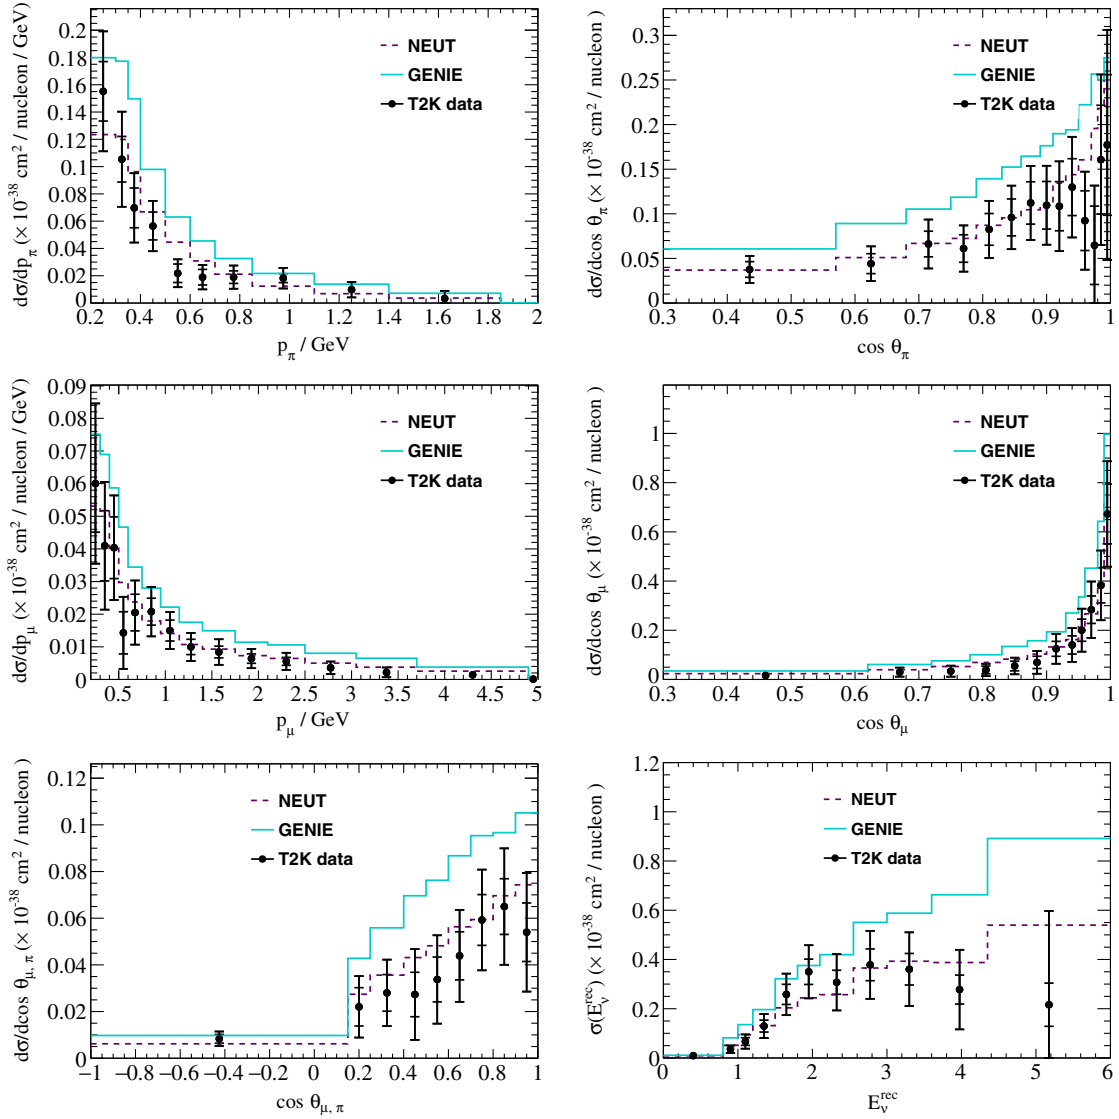 dσ/dp_π (× 10^-38 cm² / nucleon / GeV)
0.2
0.18
0.16
0.14
0.12
0.1
0.08
0.06
0.04
0.02
0
NEUT
GENIE
T2K data
0.2 0.4 0.6 0.8 1 1.2 1.4 1.6 1.8 2
p_π / GeV
dσ/dcos θ_π (× 10^-38 cm² / nucleon )
0.3
0.25
0.2
0.15
0.1
0.05
0
NEUT
GENIE
T2K data
0.3 0.4 0.5 0.6 0.7 0.8 0.9 1
cos θ_π
dσ/dp_μ (× 10^-38 cm² / nucleon / GeV)
0.09
0.08
0.07
0.06
0.05
0.04
0.03
0.02
0.01
0
NEUT
GENIE
T2K data
0.5 1 1.5 2 2.5 3 3.5 4 4.5 5
p_μ / GeV
dσ/dcos θ_μ (× 10^-38 cm² / nucleon )
1
0.8
0.6
0.4
0.2
0
NEUT
GENIE
T2K data
0.3 0.4 0.5 0.6 0.7 0.8 0.9 1
cos θ_μ
dσ/dcos θ_μ, π (× 10^-38 cm² / nucleon )
0.12
0.1
0.08
0.06
0.04
0.02
0
NEUT
GENIE
T2K data
−1 −0.8 −0.6 −0.4 −0.2 0 0.2 0.4 0.6 0.8 1
cos θ_μ, π
σ(E_ν^rec) (× 10^-38 cm² / nucleon )
1.2
1
0.8
0.6
0.4
0.2
0
NEUT
GENIE
T2K data
0 1 2 3 4 5 6
E_ν^rec